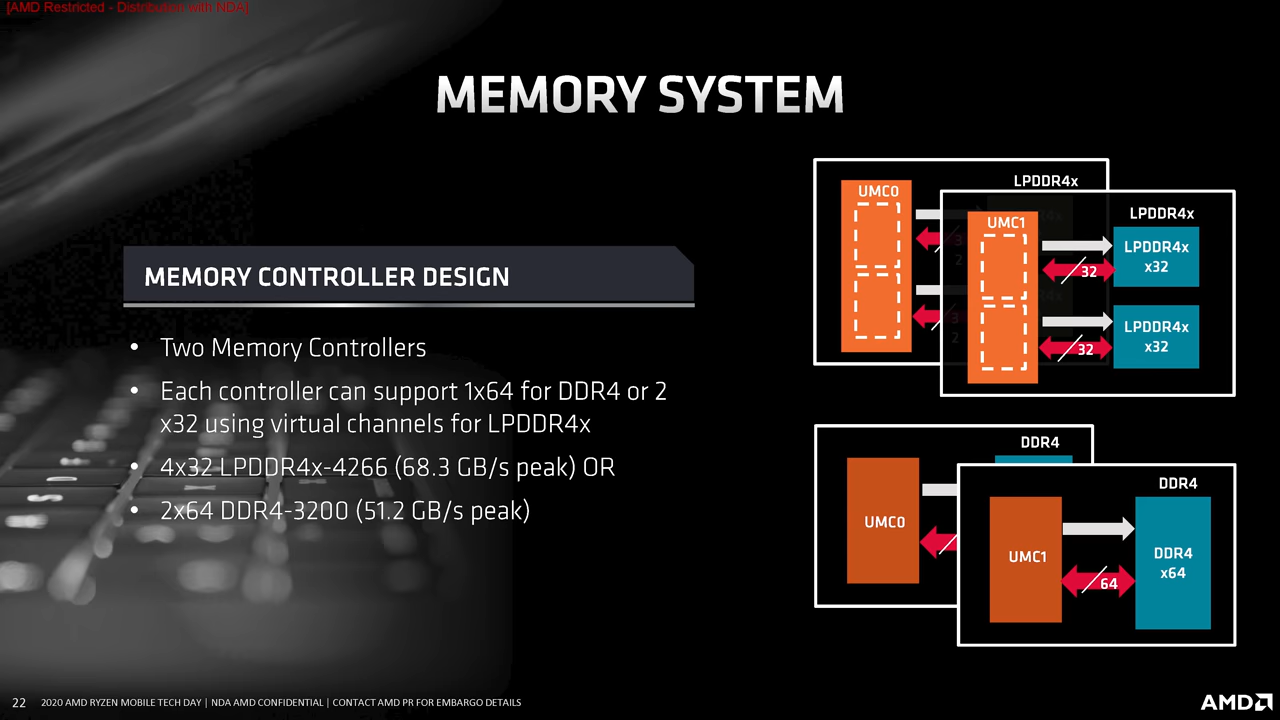 [AMD Restricted - Distribution with NDA]
MEMORY SYSTEM
MEMORY CONTROLLER DESIGN
• Two Memory Controllers
• Each controller can support 1x64 for DDR4 or 2
x32 using virtual channels for LPDDR4x
• 4x32 LPDDR4x-4266 (68.3 GB/s peak) OR
• 2x64 DDR4-3200 (51.2 GB/s peak)
LPDDR4x
UMC0
3
2
3
2
LPDDR4x
UMC1
LPDDR4x
x32
32
LPDDR4x
x32
32
DDR4
UMC0
DDR4
UMC1
DDR4
x64
64
22 2020 AMD RYZEN MOBILE TECH DAY | NDA AMD CONFIDENTIAL | CONTACT AMD PR FOR EMBARGO DETAILS
AMD